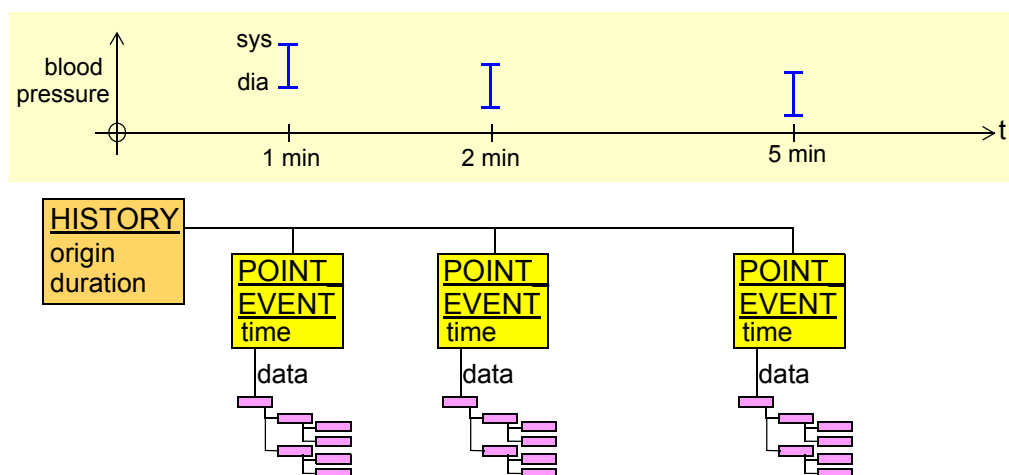 sys
blood
pressure
dia
t
1 min
2 min
5 min
HISTORY
origin
duration
POINT_
EVENT
time
data
POINT_
EVENT
time
data
POINT_
EVENT
time
data